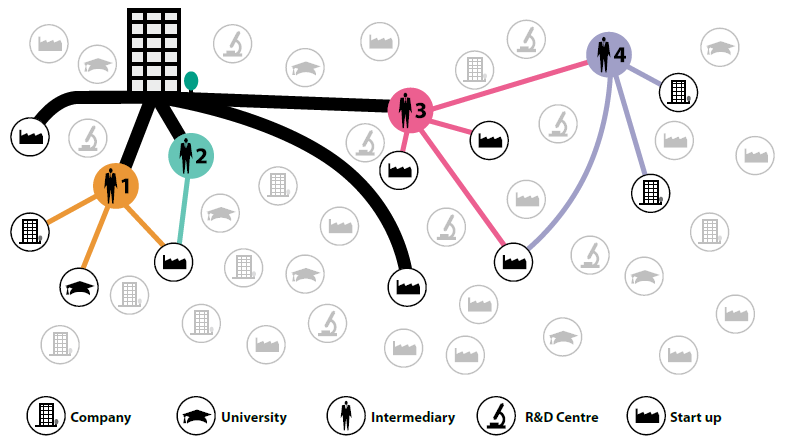 4
3
2
1
Company
University
Intermediary
R&D Centre
Start up